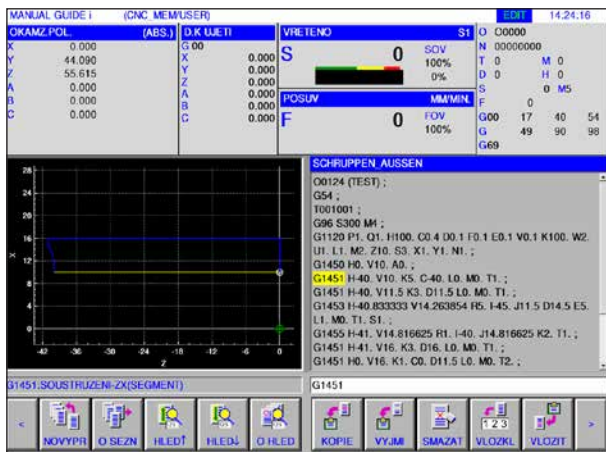 MANUAL GUIDE i (CNC_MEM/USER) EDIT 14.24.16
OKAMZ.POL. (ABS.) D.K UJETI VRETENO S1 O O0000
N 00000000
X 0.000 G 00
Y 44.090 X 0.000
Z 55.615 Y 0.000
A 0.000 Z 0.000
B 0.000 A 0.000
C 0.000 B 0.000
C 0.000
S 0 SOV
100%
0%
POSUV MM/MIN.
F 0 FOV
100%
T 0 M 0
D 0 H 0
S 0 M5
F 0
G00 17 40 54
G 49 90 98
G69
SCHRUPPEN_AUSSEN
O0124 (TEST) ;
G54 ;
T001001 ;
G96 S300 M4 ;
G1120 P1. Q1. H100. C0.4 D0.1 F0.1 E0.1 V0.1 K100. W2.
U1. L1. M2. Z10. S3. X1. Y1. N1. ;
G1450 H0. V10. A0. ;
G1451 H-40. V10. K5. C-40. L0. M0. T1. ;
G1451 H-40. V11.5 K3. D11.5 L0. M0. T1. ;
G1453 H-40.833333 V14.263854 R5. I-45. J11.5 D14.5 E5.
L1. M0. T1. S1. ;
G1455 H-41. V14.816625 R1. I-40. J14.816625 K2. T1. ;
G1451 H-41. V16. K3. D16. L0. M0. T1. ;
G1451 H0. V16. K1. C0. D11.5 L0. M0. T2. ;
28
24
20
16
12
8
4
0
X
-42 -36 -30 -24 -18 -12 -6 0
Z
G1451.SOUSTRUZENI-ZX(SEGMENT) G1451
< NOVYPR O SEZN HLED↑ HLED↓ O HLED KOPIE VYJMI SMAZAT VLOZKL VLOZIT >